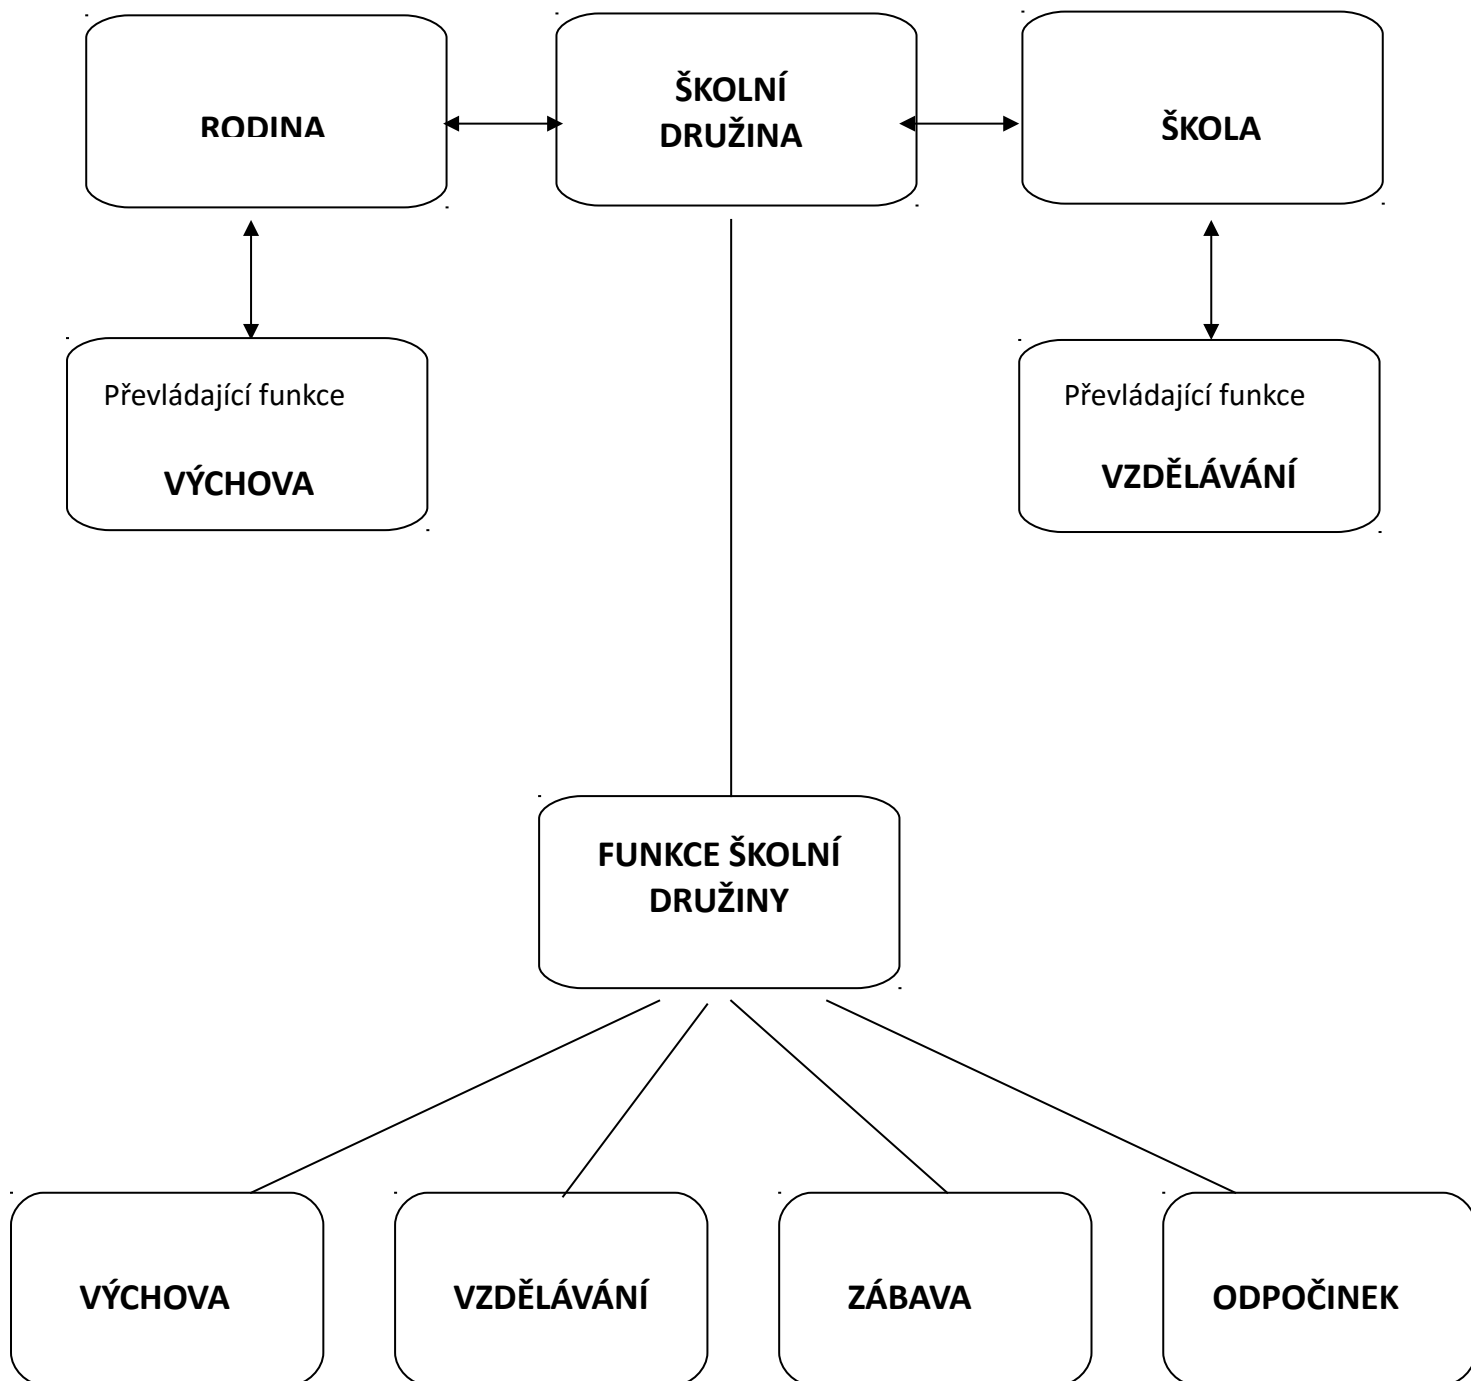 RODINA
ŠKOLNÍ
DRUŽINA
ŠKOLA
Převládající funkce
VÝCHOVA
Převládající funkce
VZDĚLÁVÁNÍ
FUNKCE ŠKOLNÍ
DRUŽINY
VÝCHOVA
VZDĚLÁVÁNÍ
ZÁBAVA
ODPOČINEK